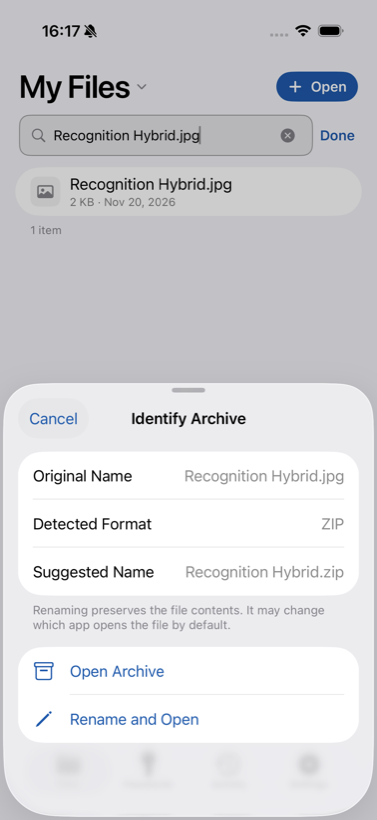 16:17
My Files
Open
Recognition Hybrid.jpg
Done
Recognition Hybrid.jpg
2 KB · Nov 20, 2026
1 item
Cancel
Identify Archive
Original Name Recognition Hybrid.jpg
Detected Format ZIP
Suggested Name Recognition Hybrid.zip
Renaming preserves the file contents. It may change
which app opens the file by default.
Open Archive
Rename and Open